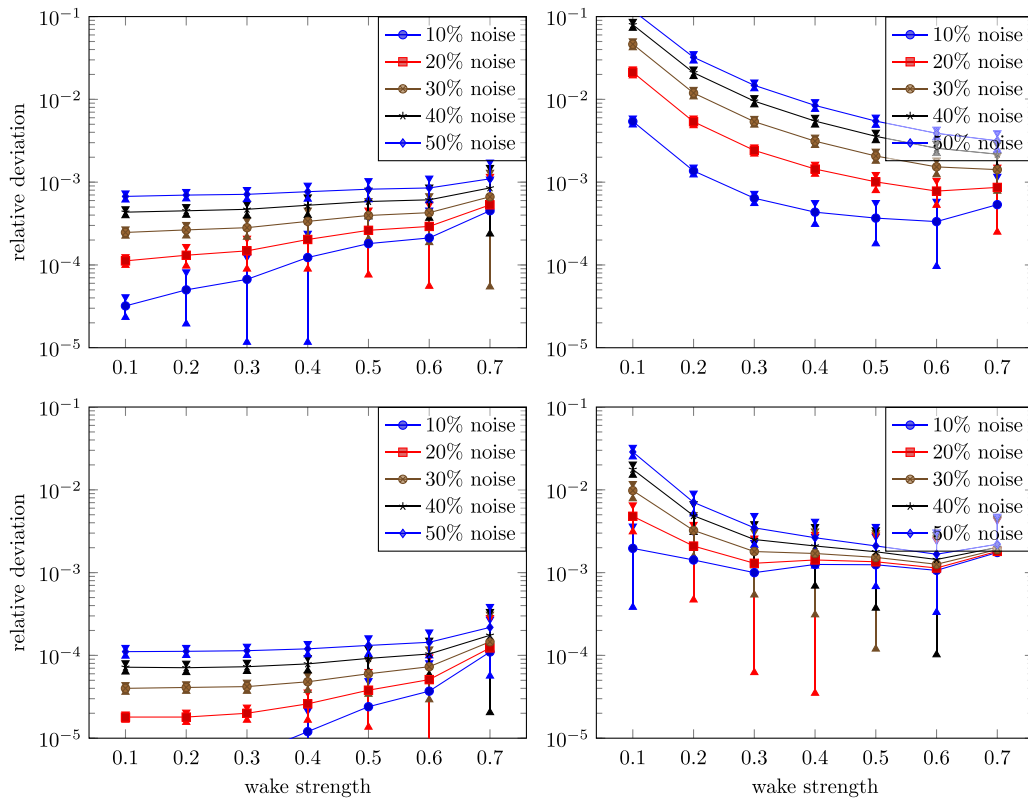 10^{-1}
10^{-2}
10^{-3}
10^{-4}
10^{-5}
relative deviation
0.1 0.2 0.3 0.4 0.5 0.6 0.7
10% noise
20% noise
30% noise
40% noise
50% noise
10^{-1}
10^{-2}
10^{-3}
10^{-4}
10^{-5}
0.1 0.2 0.3 0.4 0.5 0.6 0.7
10% noise
20% noise
30% noise
40% noise
50% noise
10^{-1}
10^{-2}
10^{-3}
10^{-4}
10^{-5}
relative deviation
0.1 0.2 0.3 0.4 0.5 0.6 0.7
wake strength
10% noise
20% noise
30% noise
40% noise
50% noise
10^{-1}
10^{-2}
10^{-3}
10^{-4}
10^{-5}
0.1 0.2 0.3 0.4 0.5 0.6 0.7
wake strength
10% noise
20% noise
30% noise
40% noise
50% noise